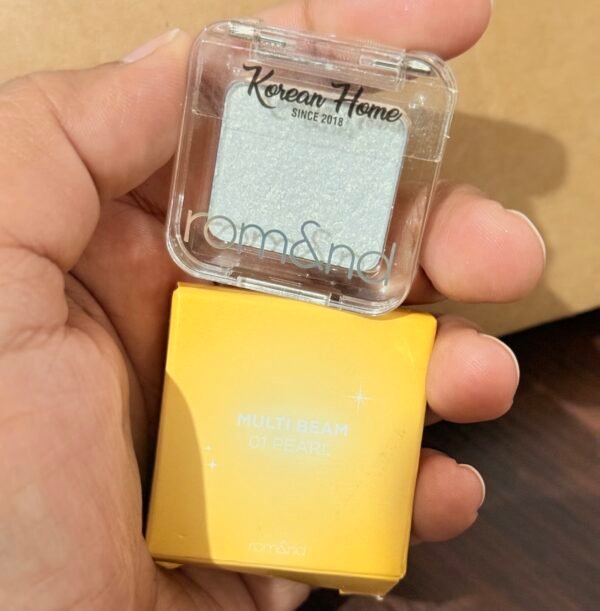 Korean Home
SINCE 2018
rom&nd
MULTI BEAM
01 PEARL
rom&nd